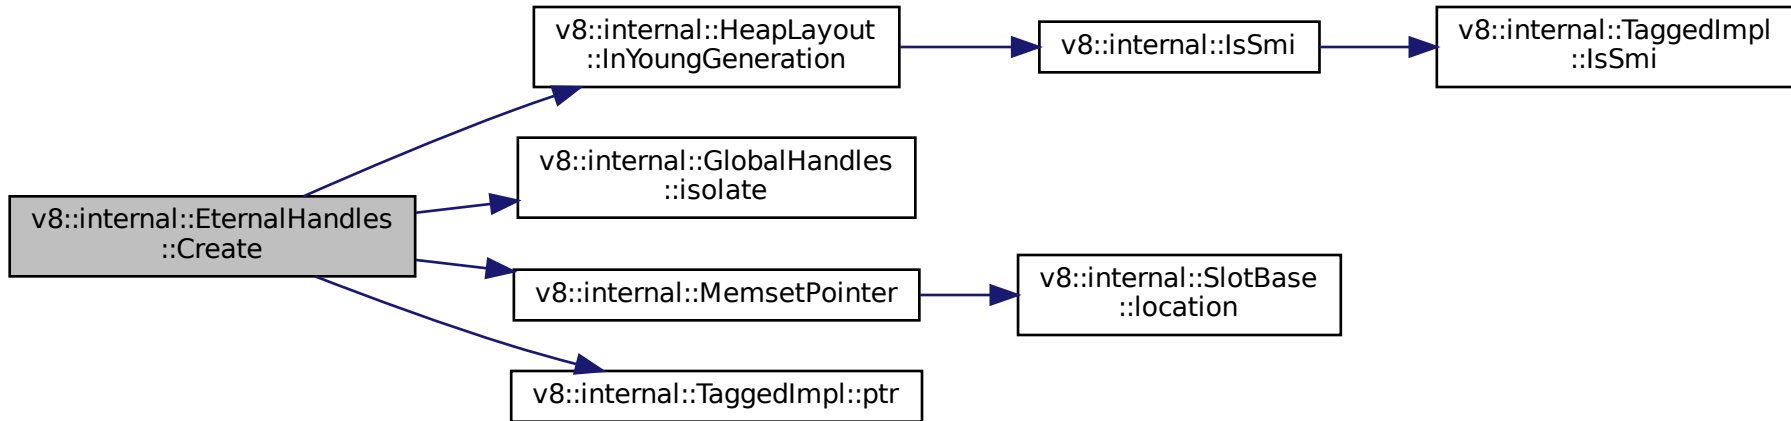 v8::internal::HeapLayout
::InYoungGeneration
v8::internal::IsSmi
v8::internal::TaggedImpl
::IsSmi
v8::internal::GlobalHandles
::isolate
v8::internal::EternalHandles
::Create
v8::internal::MemsetPointer
v8::internal::SlotBase
::location
v8::internal::TaggedImpl::ptr